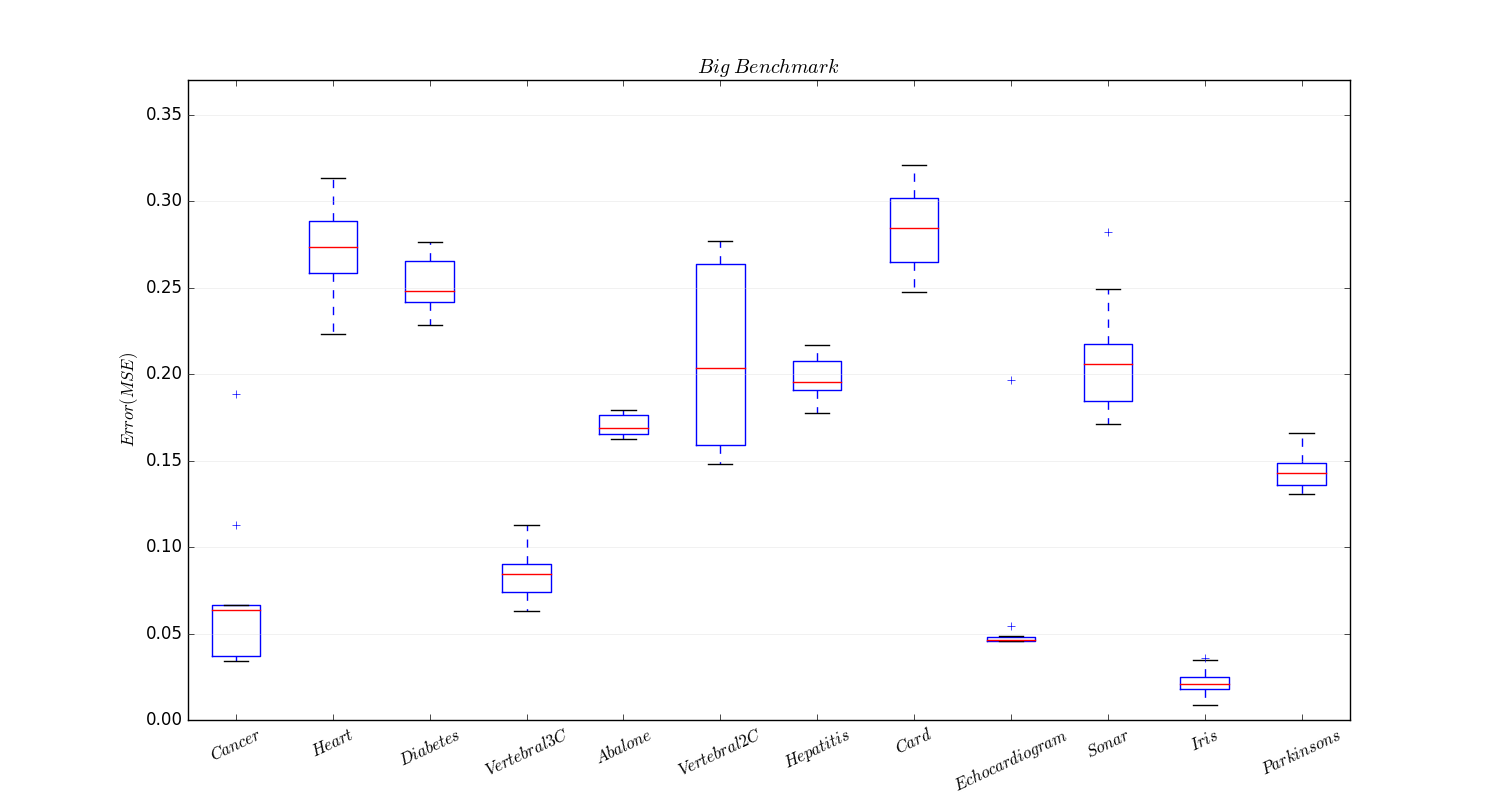 Big Benchmark
0.35
0.30
0.25
0.20
0.15
0.10
0.05
0.00
Error(MSE)
Cancer
Heart
Diabetes
Vertebral3C
Abalone
Vertebral2C
Hepatitis
Card
Echocardiogram
Sonar
Iris
Parkinsons